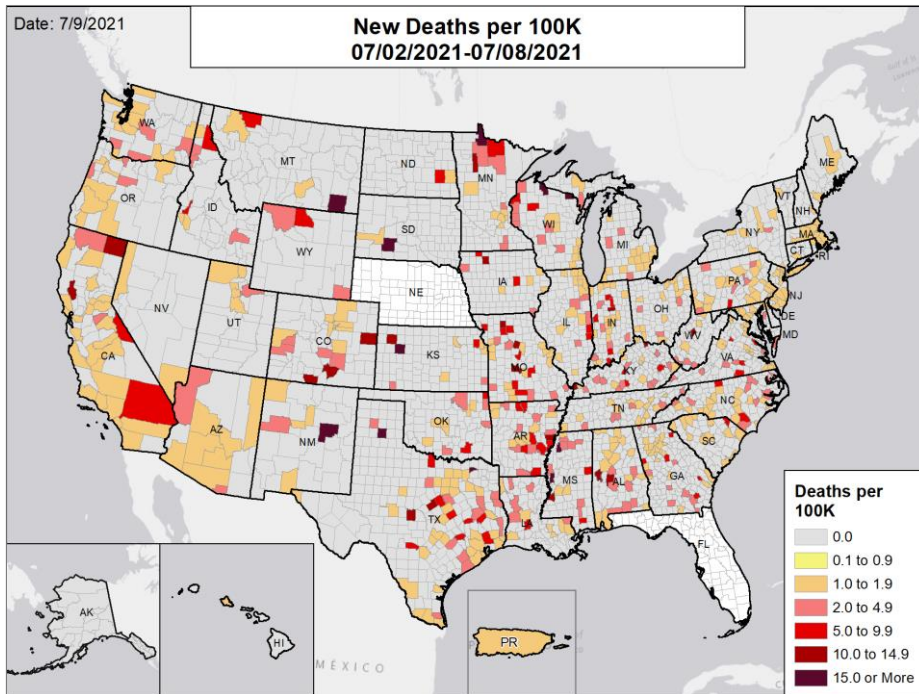 Date: 7/9/2021
New Deaths per 100K
07/02/2021-07/08/2021
WA
MT
ND
MN
ME
OR
ID
WY
SD
WI
MI
VT
NH
NY
MA
CT
RI
NV
UT
CO
NE
IA
IL
IN
OH
PA
NJ
DE
MD
CA
KS
MO
KY
WV
VA
AZ
NM
OK
AR
TN
NC
SC
TX
LA
MS
AL
GA
FL
AK
HI
MÉXICO
PR
Deaths per
100K
0.0
0.1 to 0.9
1.0 to 1.9
2.0 to 4.9
5.0 to 9.9
10.0 to 14.9
15.0 or More